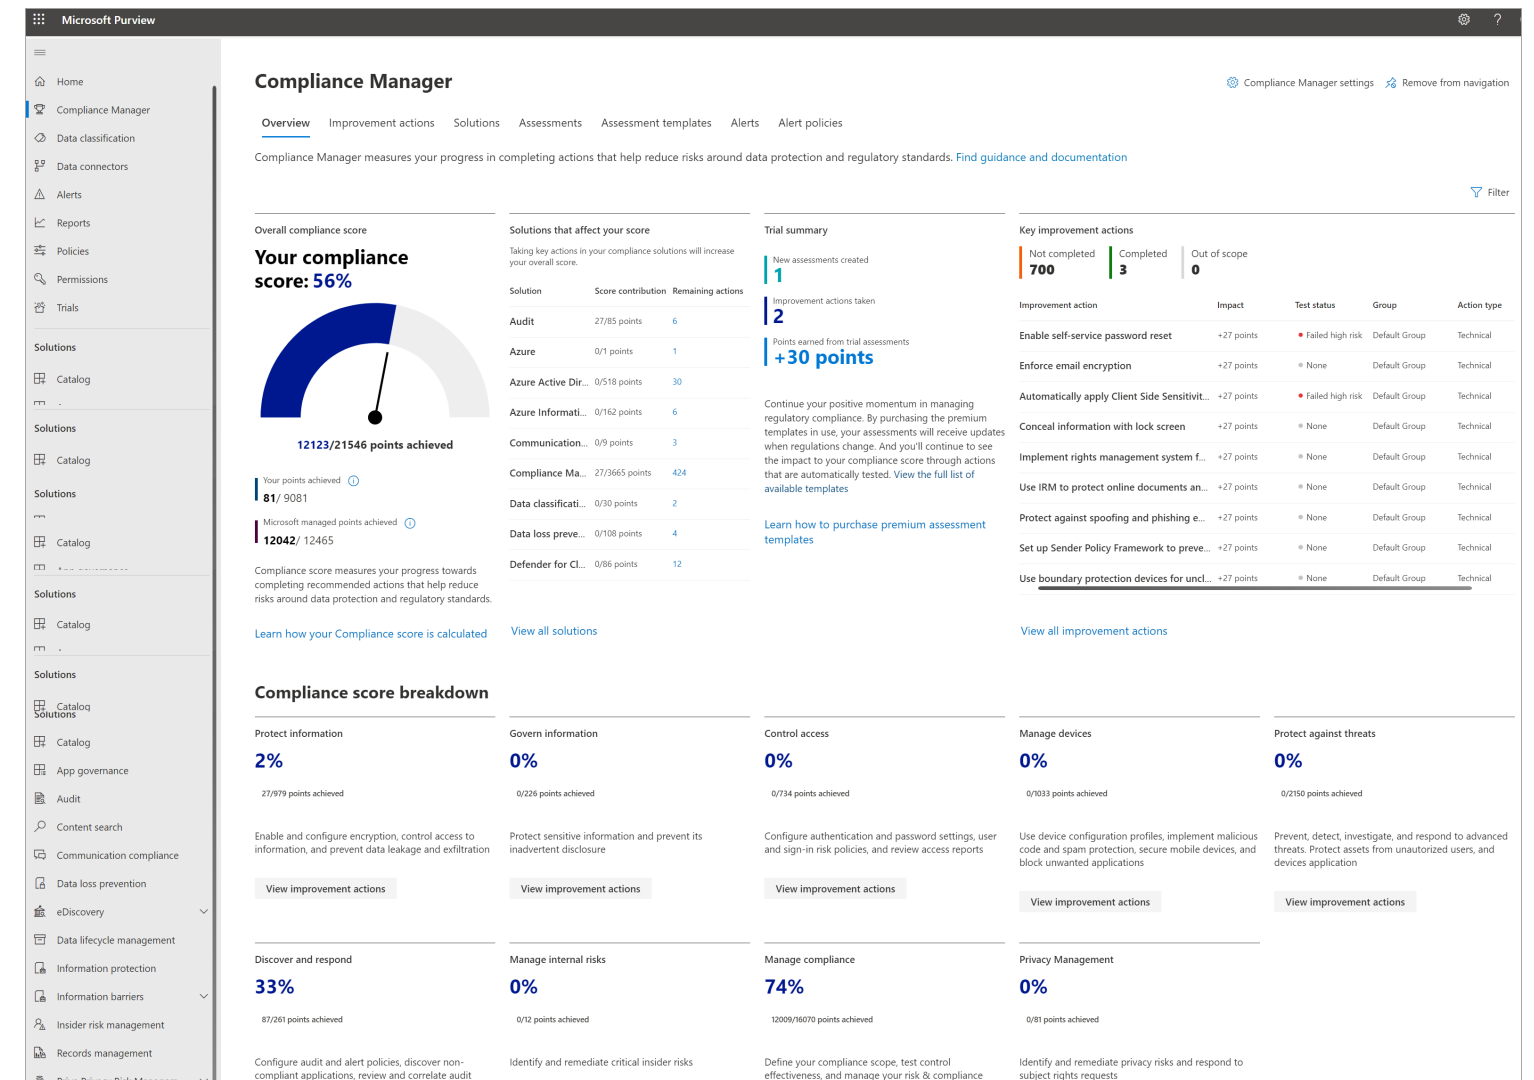 Microsoft Purview
?
Home
Compliance Manager
Data classification
Data connectors
Alerts
Reports
Policies
Permissions
Trials
Solutions
Catalog
Solutions
Catalog
Solutions
Catalog
App governance
Solutions
Catalog
Solutions
Catalog
Solutions
Catalog
App governance
Audit
Content search
Communication compliance
Data loss prevention
eDiscovery
Data lifecycle management
Information protection
Information barriers
Insider risk management
Records management
Compliance Manager
Compliance Manager settings
Remove from navigation
Overview Improvement actions Solutions Assessments Assessment templates Alerts Alert policies
Compliance Manager measures your progress in completing actions that help reduce risks around data protection and regulatory standards. Find guidance and documentation
Filter
Overall compliance score
Your compliance
score: 56%
12123/21546 points achieved
Your points achieved
81/ 9081
Microsoft managed points achieved
12042/ 12465
Compliance score measures your progress towards
completing recommended actions that help reduce
risks around data protection and regulatory standards.
Learn how your Compliance score is calculated
Solutions that affect your score
Taking key actions in your compliance solutions will increase
your overall score.
Solution Score contribution Remaining actions
Audit 27/85 points 6
Azure 0/1 points 1
Azure Active Dir... 0/518 points 30
Azure Informati... 0/162 points 6
Communication... 0/9 points 3
Compliance Ma... 27/3665 points 424
Data classificati... 0/30 points 2
Data loss preve... 0/108 points 4
Defender for Cl... 0/86 points 12
View all solutions
Trial summary
New assessments created
1
Improvement actions taken
2
Points earned from trial assessments
+30 points
Continue your positive momentum in managing
regulatory compliance. By purchasing the premium
templates in use, your assessments will receive updates
when regulations change. And you'll continue to see
the impact to your compliance score through actions
that are automatically tested. View the full list of
available templates
Learn how to purchase premium assessment
templates
Key improvement actions
Not completed Completed Out of scope
700 3 0
Improvement action Impact Test status Group Action type
Enable self-service password reset +27 points Failed high risk Default Group Technical
Enforce email encryption +27 points None Default Group Technical
Automatically apply Client Side Sensitivit... +27 points Failed high risk Default Group Technical
Conceal information with lock screen +27 points None Default Group Technical
Implement rights management system f... +27 points None Default Group Technical
Use IRM to protect online documents an... +27 points None Default Group Technical
Protect against spoofing and phishing e... +27 points None Default Group Technical
Set up Sender Policy Framework to preve... +27 points None Default Group Technical
Use boundary protection devices for uncl... +27 points None Default Group Technical
View all improvement actions
Compliance score breakdown
Protect information
2%
27/979 points achieved
Enable and configure encryption, control access to
information, and prevent data leakage and exfiltration
View improvement actions
Govern information
0%
0/226 points achieved
Protect sensitive information and prevent its
inadvertent disclosure
View improvement actions
Control access
0%
0/734 points achieved
Configure authentication and password settings, user
and sign-in risk policies, and review access reports
View improvement actions
Manage devices
0%
0/1033 points achieved
Use device configuration profiles, implement malicious
code and spam protection, secure mobile devices, and
block unwanted applications
View improvement actions
Protect against threats
0%
0/2150 points achieved
Prevent, detect, investigate, and respond to advanced
threats. Protect assets from unautorized users, and
devices application
View improvement actions
Discover and respond
33%
87/261 points achieved
Configure audit and alert policies, discover non-
compliant applications, review and correlate audit
Manage internal risks
0%
0/12 points achieved
Identify and remediate critical insider risks
Manage compliance
74%
12009/16070 points achieved
Define your compliance scope, test control
effectiveness, and manage your risk & compliance
Privacy Management
0%
0/81 points achieved
Identify and remediate privacy risks and respond to
subject rights requests